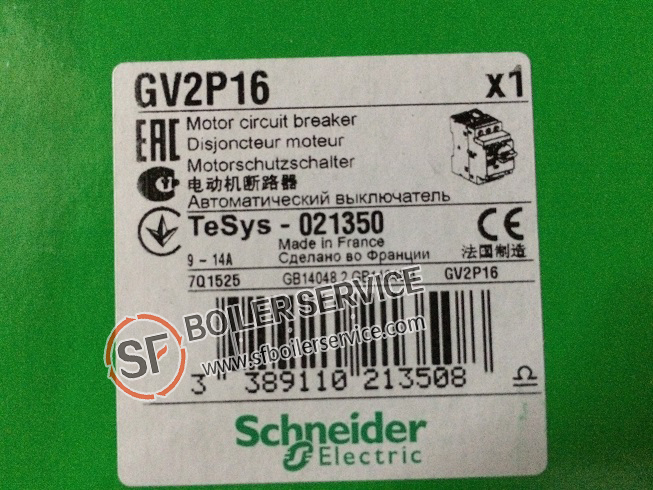 GV2P16 x1
EAC Motor circuit breaker
Disjoncteur moteur
Motorschutzschalter
电动机断路器
Автоматический выключатель
TeSys - 021350 CE
Made in France
9 - 14A Сделано во Франции 法国制造
7Q1525 GB14048.2 GV2P16
SF BOILER SERVICE
www.sfboilerservice.com
3 389110 213508
Schneider
Electric